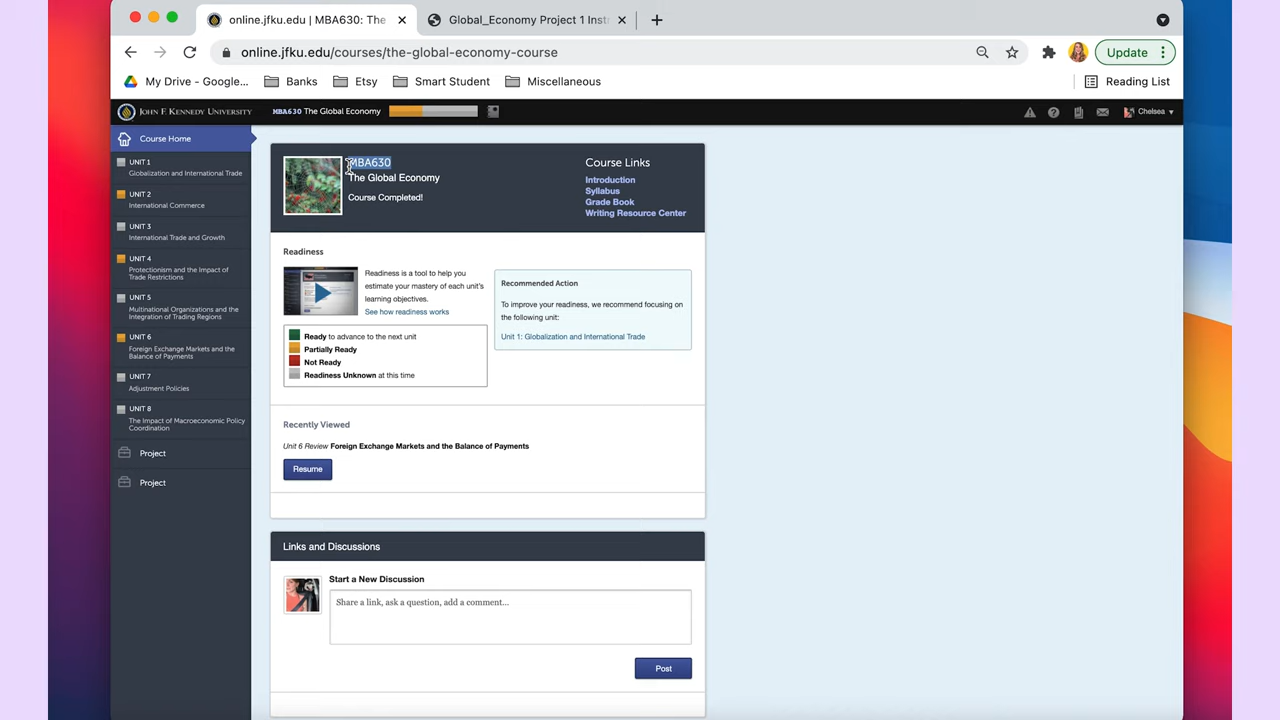 online.jfku.edu | MBA630: The
Global_Economy Project 1 Inst
online.jfku.edu/courses/the-global-economy-course
Update
My Drive - Google...
Banks
Etsy
Smart Student
Miscellaneous
Reading List
JOHN F. KENNEDY UNIVERSITY
MBA630 The Global Economy
Chelsea
Course Home
UNIT 1
Globalization and International Trade
UNIT 2
International Commerce
UNIT 3
International Trade and Growth
UNIT 4
Protectionism and the Impact of
Trade Restrictions
UNIT 5
Multinational Organizations and the
Integration of Trading Regions
UNIT 6
Foreign Exchange Markets and the
Balance of Payments
UNIT 7
Adjustment Policies
UNIT 8
The Impact of Macroeconomic Policy
Coordination
Project
Project
MBA630
The Global Economy
Course Completed!
Course Links
Introduction
Syllabus
Grade Book
Writing Resource Center
Readiness
Readiness is a tool to help you
estimate your mastery of each unit's
learning objectives.
See how readiness works
Ready to advance to the next unit
Partially Ready
Not Ready
Readiness Unknown at this time
Recommended Action
To improve your readiness, we recommend focusing on
the following unit:
Unit 1: Globalization and International Trade
Recently Viewed
Unit 6 Review Foreign Exchange Markets and the Balance of Payments
Resume
Links and Discussions
Start a New Discussion
Share a link, ask a question, add a comment...
Post